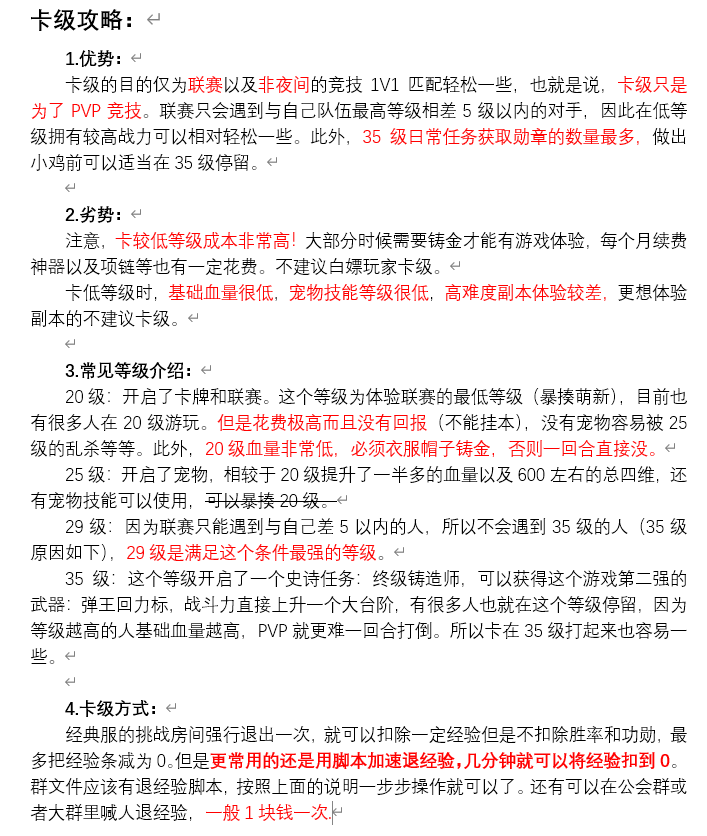 卡级攻略：
1.优势：
卡级的目的仅为联赛以及非夜间的竞技 1V1 匹配轻松一些，也就是说，卡级只是
为了 PVP 竞技。联赛只会遇到与自己队伍最高等级相差 5 级以内的对手，因此在低等
级拥有较高战力可以相对轻松一些。此外，35 级日常任务获取勋章的数量最多，做出
小鸡前可以适当在 35 级停留。
2.劣势：
注意，卡较低等级成本非常高！大部分时候需要铸金才能有游戏体验，每个月续费
神器以及项链等也有一定花费。不建议白嫖玩家卡级。
卡低等级时，基础血量很低，宠物技能等级很低，高难度副本体验较差，更想体验
副本的不建议卡级。
3.常见等级介绍：
20 级：开启了卡牌和联赛。这个等级为体验联赛的最低等级（暴揍萌新），目前也
有很多人在 20 级游玩。但是花费极高而且没有回报（不能挂本），没有宠物容易被 25
级的乱杀等等。此外，20 级血量非常低，必须衣服帽子铸金，否则一回合直接没。
25 级：开启了宠物，相较于 20 级提升了一半多的血量以及 600 左右的总四维，还
有宠物技能可以使用，可以暴揍 20 级。
29 级：因为联赛只能遇到与自己差 5 以内的人，所以不会遇到 35 级的人（35 级
原因如下），29 级是满足这个条件最强的等级。
35 级：这个等级开启了一个史诗任务：终级铸造师，可以获得这个游戏第二强的
武器：弹王回力标，战斗力直接上升一个大台阶，有很多人也就在这个等级停留，因为
等级越高的人基础血量越高，PVP 就更难一回合打倒。所以卡在 35 级打起来也容易一
些。
4.卡级方式：
经典服的挑战房间强行退出一次，就可以扣除一定经验但是不扣除胜率和功勋，最
多把经验条减为 0。但是更常用的还是用脚本加速退经验，几分钟就可以将经验扣到 0。
群文件应该有退经验脚本，按照上面的说明一步步操作就可以了。还有可以在公会群或
者大群里喊人退经验，一般 1 块钱一次.